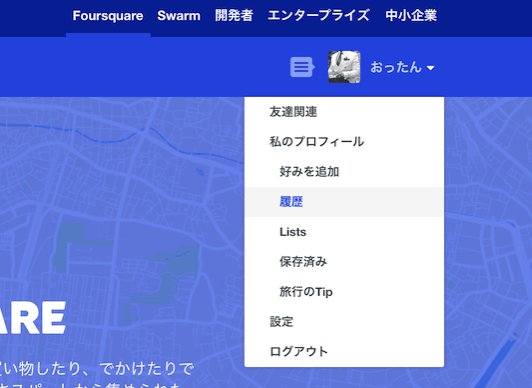 Foursquare Swarm 開発者 エンタープライズ 中小企業
おったん
友達関連
私のプロフィール
好みを追加
履歴
Lists
保存済み
旅行のTip
設定
ログアウト
ARE
い物したり、でかけたりで